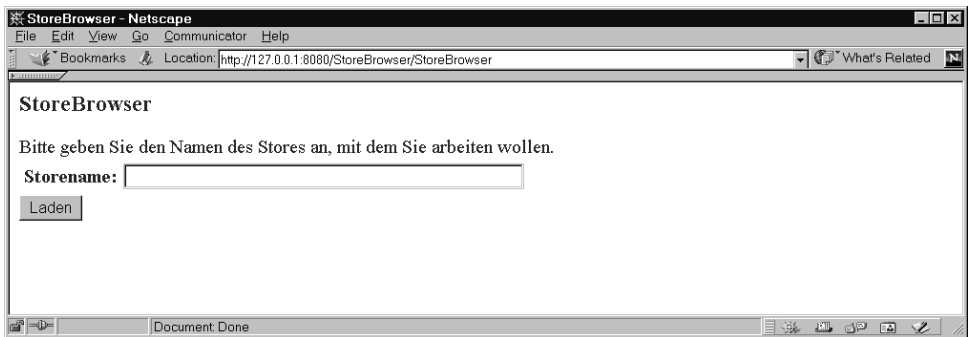 StoreBrowser - Netscape
File Edit View Go Communicator Help
Bookmarks Location: http://127.0.0.1:8080/StoreBrowser/StoreBrowser What's Related N
StoreBrowser
Bitte geben Sie den Namen des Stores an, mit dem Sie arbeiten wollen.
Storename:
Laden
Document: Done